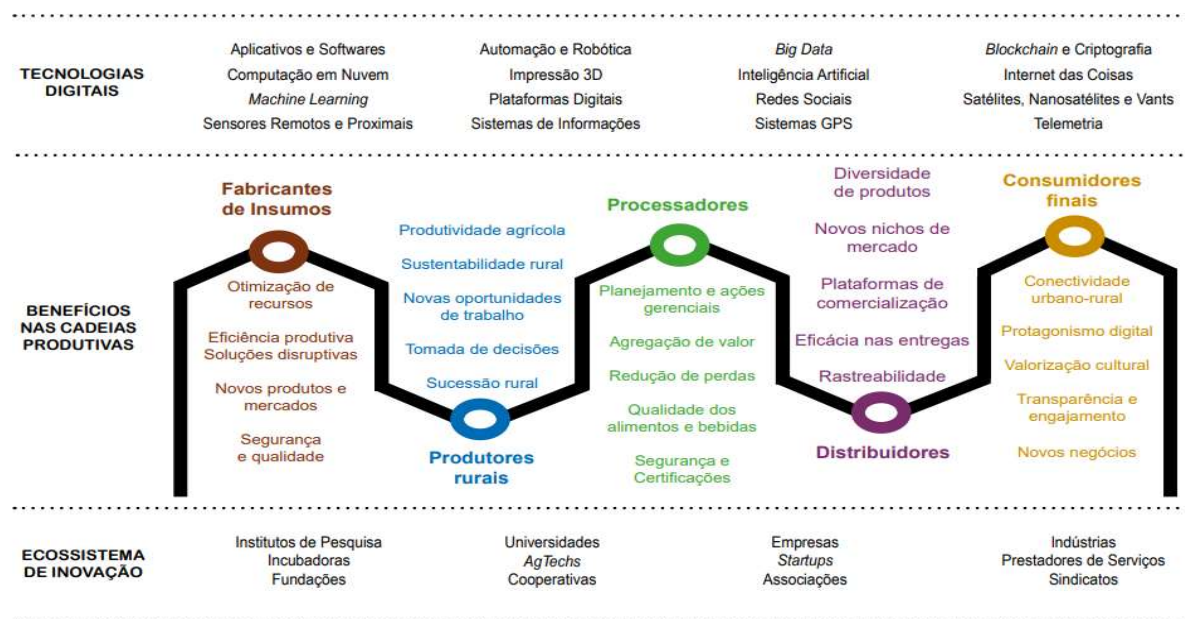 TECNOLOGIAS
DIGITAIS
Aplicativos e Softwares
Computação em Nuvem
Machine Learning
Sensores Remotos e Proximais
Automação e Robótica
Impressão 3D
Plataformas Digitais
Sistemas de Informações
Big Data
Inteligência Artificial
Redes Sociais
Sistemas GPS
Blockchain e Criptografia
Internet das Coisas
Satélites, Nanosatélites e Vants
Telemetria
BENEFÍCIOS
NAS CADEIAS
PRODUTIVAS
Fabricantes
de Insumos
Otimização de
recursos
Eficiência produtiva
Soluções disruptivas
Novos produtos e
mercados
Segurança
e qualidade
Produtividade agrícola
Sustentabilidade rural
Novas oportunidades
de trabalho
Tomada de decisões
Sucessão rural
Produtores
rurais
Processadores
Planejamento e ações
gerenciais
Agregação de valor
Redução de perdas
Qualidade dos
alimentos e bebidas
Segurança e
Certificações
Diversidade
de produtos
Novos nichos de
mercado
Plataformas de
comercialização
Eficácia nas entregas
Rastreabilidade
Distribuidores
Consumidores
finais
Conectividade
urbano-rural
Protagonismo digital
Valorização cultural
Transparência e
engajamento
Novos negócios
ECOSSISTEMA
DE INOVAÇÃO
Institutos de Pesquisa
Incubadoras
Fundações
Universidades
AgTechs
Cooperativas
Empresas
Startups
Associações
Indústrias
Prestadores de Serviços
Sindicatos